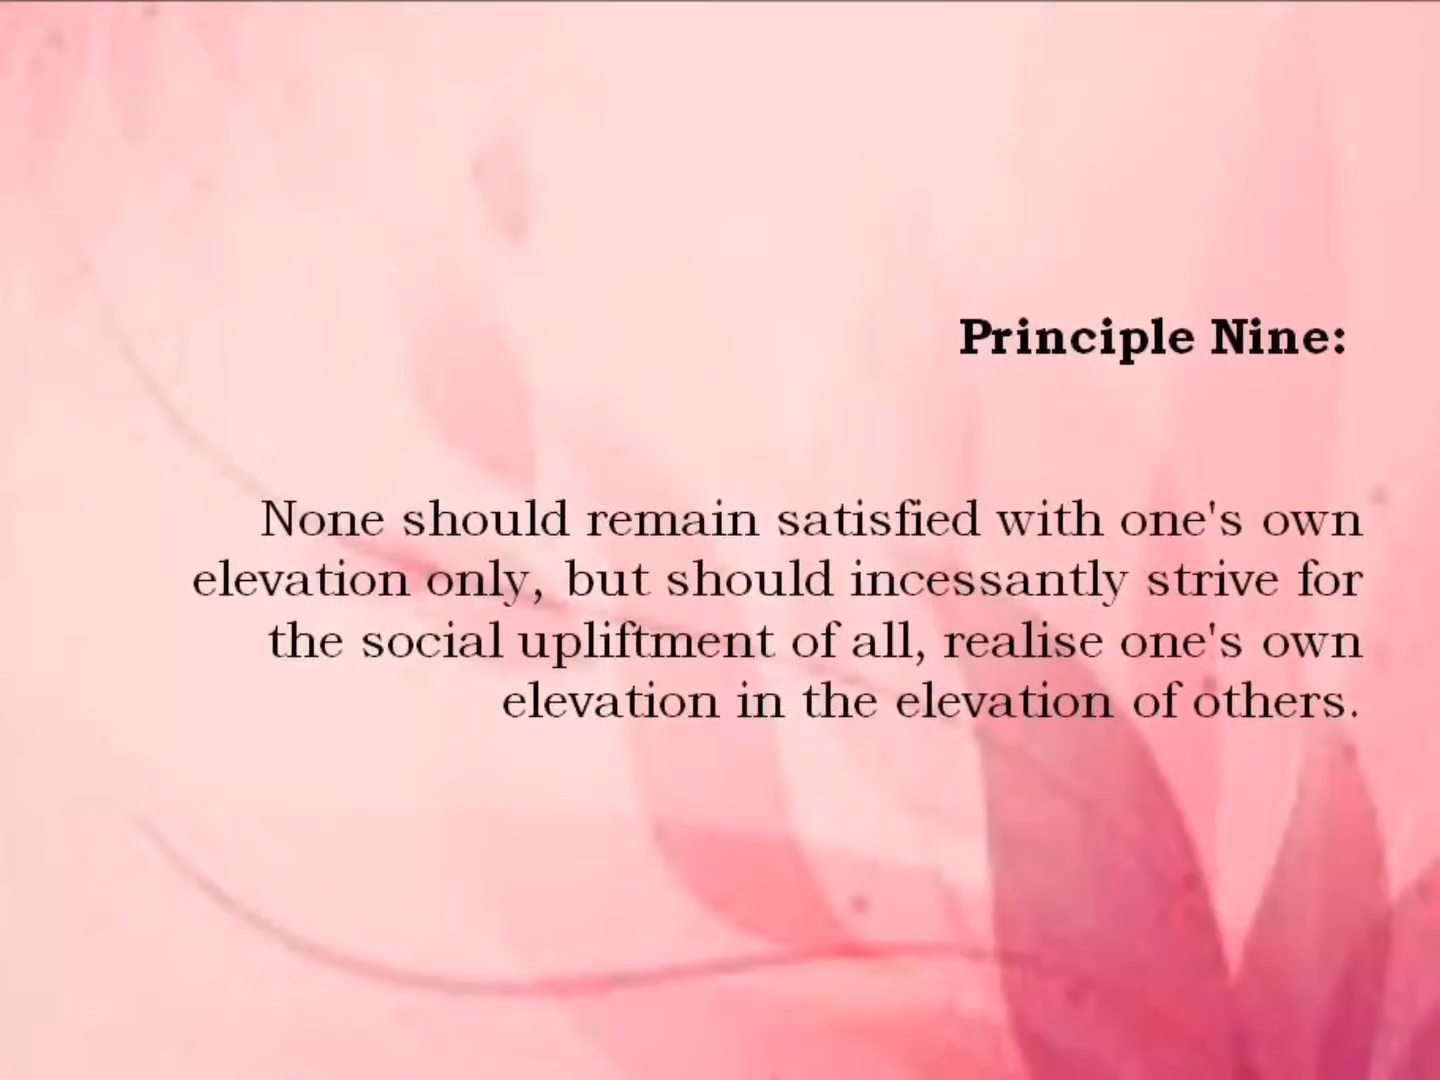 Principle Nine:
None should remain satisfied with one's own
elevation only, but should incessantly strive for
the social upliftment of all, realise one's own
elevation in the elevation of others.